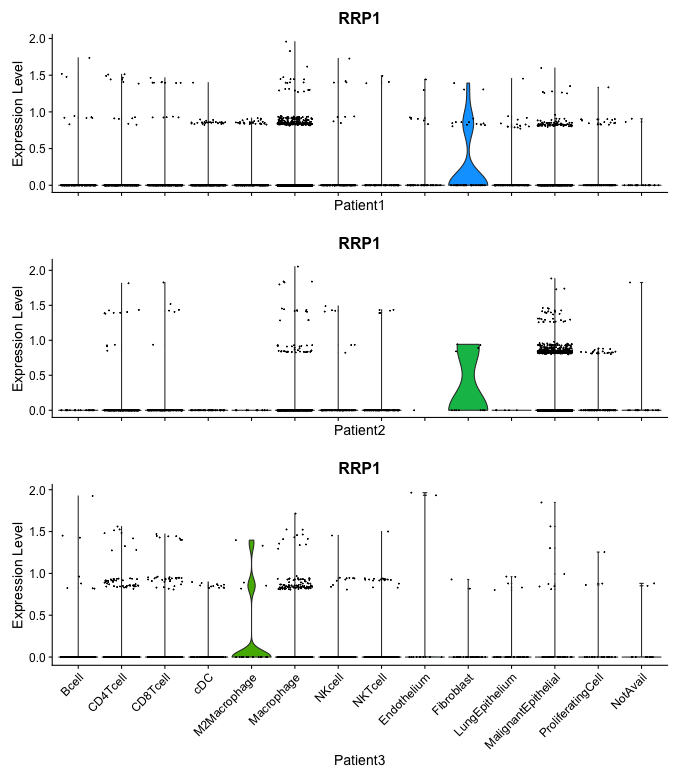 RRP1
Expression Level
2.0
1.5
1.0
0.5
0.0
Patient1
RRP1
Expression Level
2.0
1.5
1.0
0.5
0.0
Patient2
RRP1
Expression Level
2.0
1.5
1.0
0.5
0.0
Bcell
CD4Tcell
CD8Tcell
cDC
M2Macrophage
Macrophage
NKcell
NKTcell
Endothelium
Fibroblast
LungEpithelium
MalignantEpithelial
ProliferatingCell
NotAvail
Patient3